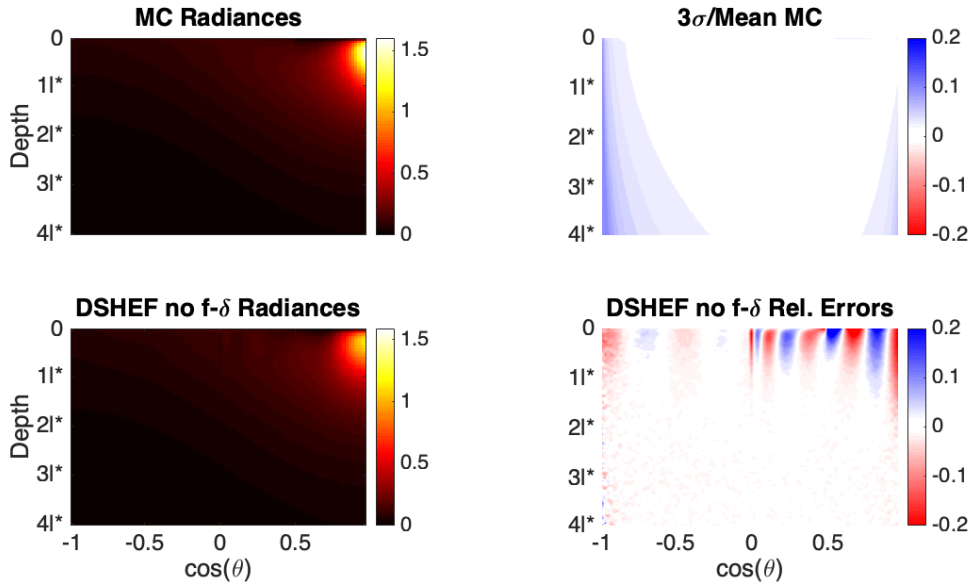 MC Radiances
0
1l*
2l*
3l*
4l*
Depth
1.5
1
0.5
0
3σ/Mean MC
0
1l*
2l*
3l*
4l*
0.2
0.1
0
-0.1
-0.2
DSHEF no f-δ Radiances
0
1l*
2l*
3l*
4l*
Depth
-1
-0.5
0
0.5
cos(θ)
1.5
1
0.5
0
DSHEF no f-δ Rel. Errors
0
1l*
2l*
3l*
4l*
-1
-0.5
0
0.5
cos(θ)
0.2
0.1
0
-0.1
-0.2